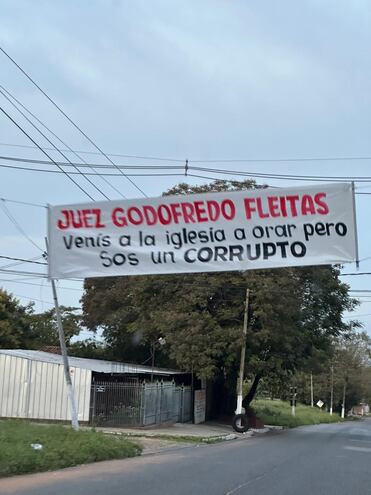 JUEZ GODOFREDO FLEITAS
Venís a la iglesia a orar pero
Sos un CORRUPTO